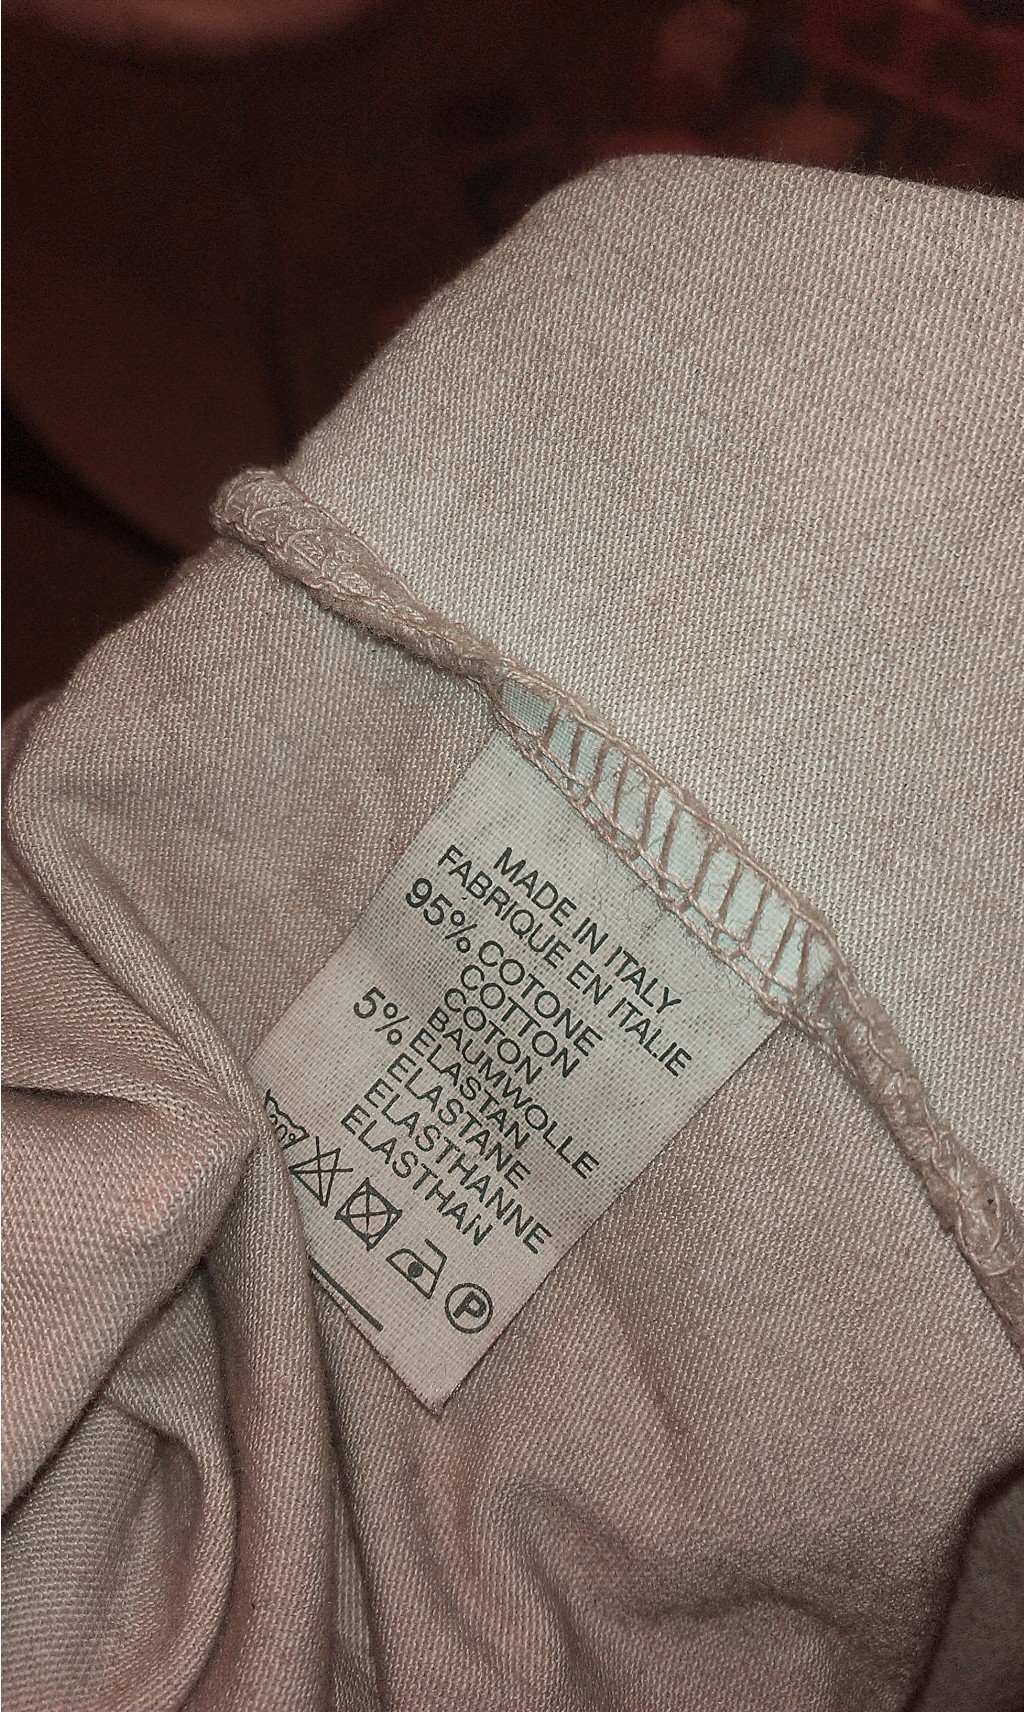 MADE IN ITALY
FABRIQUE EN ITALIE
95% COTONE
COTTON
COTON
BAUMWOLLE
5% ELASTAN
ELASTANE
ELASTHANNE
ELASTHAN
P